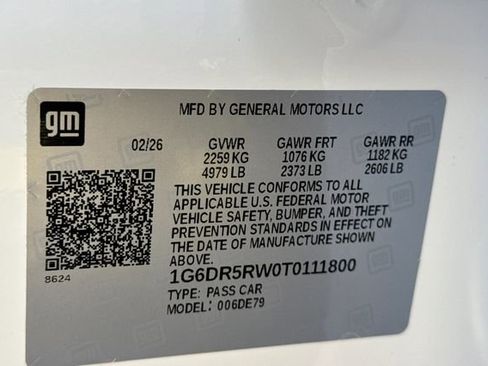 gm
MFD BY GENERAL MOTORS LLC
02/26 GVWR GAWR FRT GAWR RR
2259 KG 1076 KG 1182 KG
4979 LB 2373 LB 2606 LB
THIS VEHICLE CONFORMS TO ALL
APPLICABLE U.S. FEDERAL MOTOR
VEHICLE SAFETY, BUMPER, AND THEFT
PREVENTION STANDARDS IN EFFECT ON
THE DATE OF MANUFACTURE SHOWN
ABOVE.
8624
1G6DR5RW0T0111800
TYPE: PASS CAR
MODEL: 006DE79